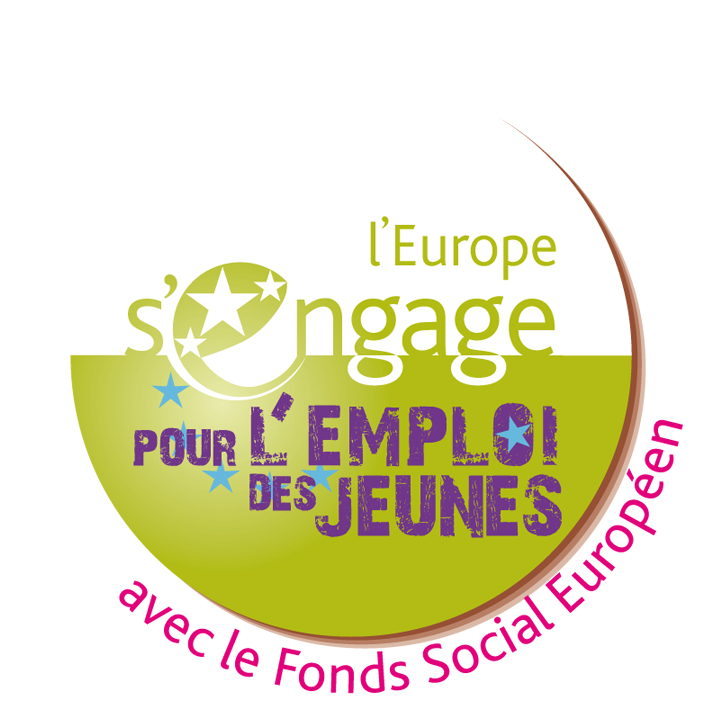 l’Europe
s’engage
POUR L’EMPLOI
DES JEUNES
avec le Fonds Social Européen